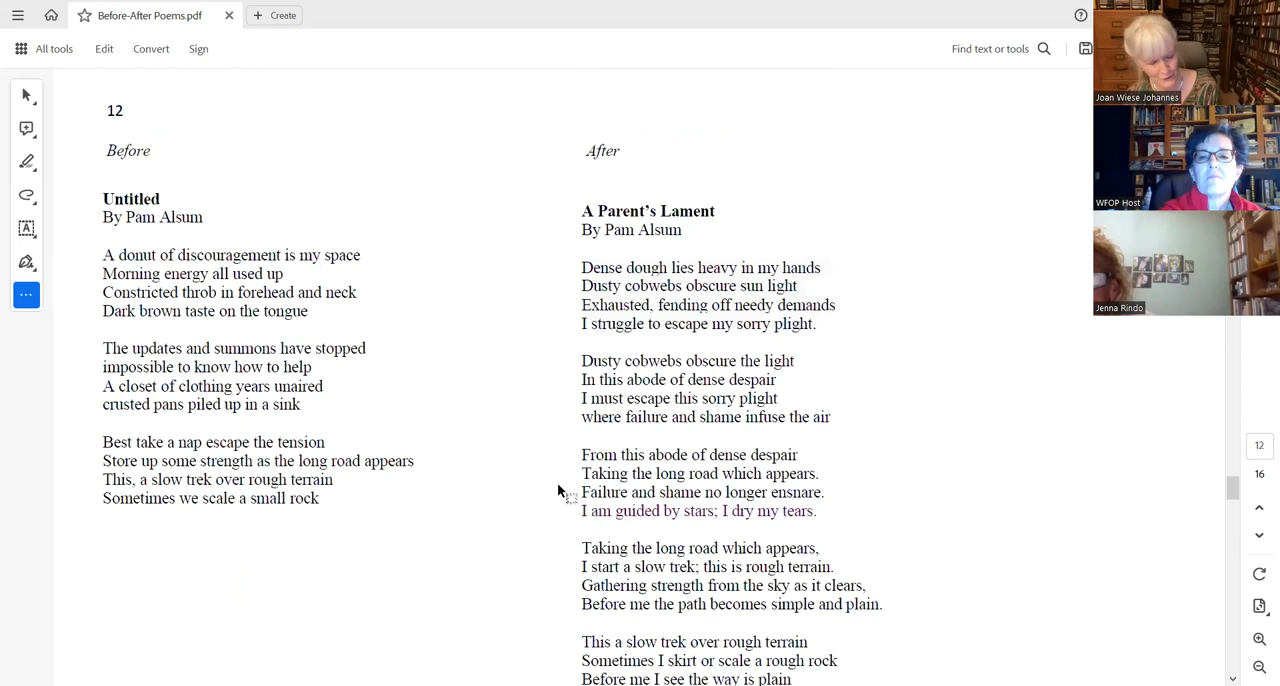 Before-After Poems.pdf
Create
All tools
Edit
Convert
Sign
Find text or tools
Joan Wiese Johannes
WFOP Host
Jenna Rindo
12
Before
Untitled
By Pam Alsum
A donut of discouragement is my space
Morning energy all used up
Constricted throb in forehead and neck
Dark brown taste on the tongue
The updates and summons have stopped
impossible to know how to help
A closet of clothing years unaired
crusted pans piled up in a sink
Best take a nap escape the tension
Store up some strength as the long road appears
This, a slow trek over rough terrain
Sometimes we scale a small rock
After
A Parent's Lament
By Pam Alsum
Dense dough lies heavy in my hands
Dusty cobwebs obscure sun light
Exhausted, fending off needy demands
I struggle to escape my sorry plight.
Dusty cobwebs obscure the light
In this abode of dense despair
I must escape this sorry plight
where failure and shame infuse the air
From this abode of dense despair
Taking the long road which appears.
Failure and shame no longer ensnare.
I am guided by stars; I dry my tears.
Taking the long road which appears,
I start a slow trek; this is rough terrain.
Gathering strength from the sky as it clears,
Before me the path becomes simple and plain.
This a slow trek over rough terrain
Sometimes I skirt or scale a rough rock
Before me I see the way is plain
12
16